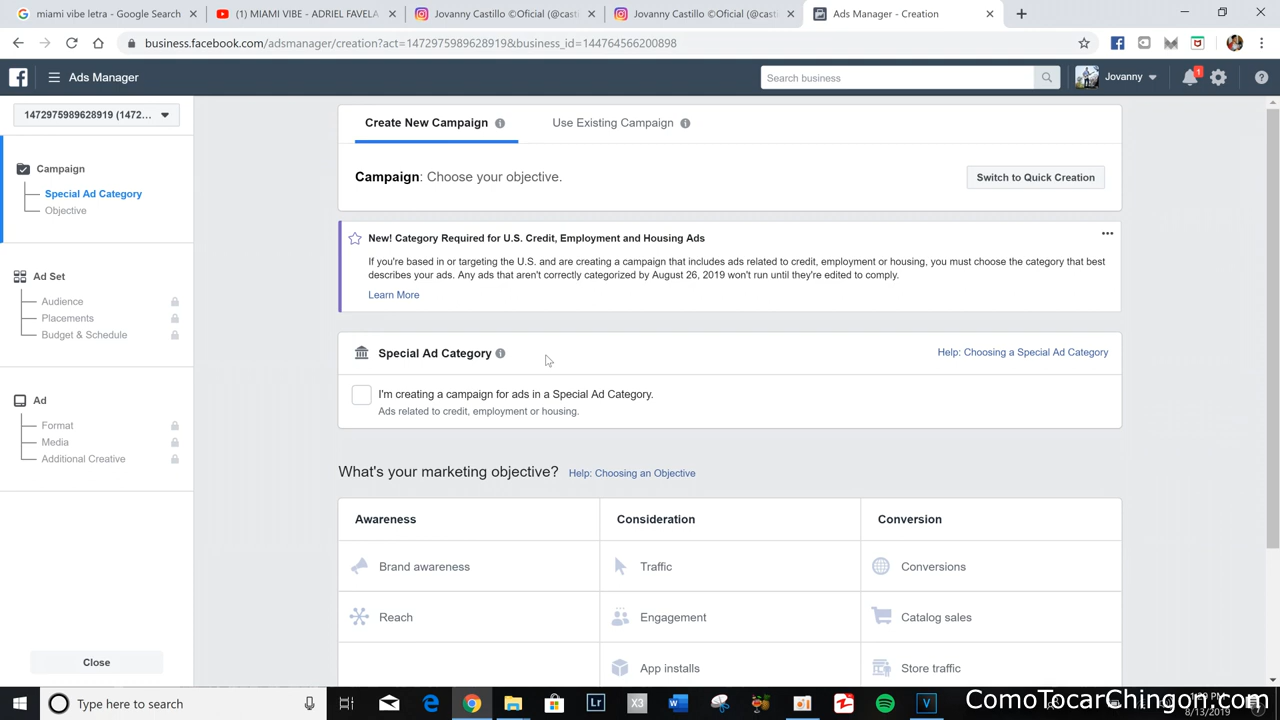 miami vibe letra - Google Search
(1) MIAMI VIBE - ADRIEL FAVELA
Jovanny Castillo ©Oficial (@casti
Jovanny Castillo ©Oficial (@casti
Ads Manager - Creation
business.facebook.com/adsmanager/creation?act=1472975989628919&business_id=144764566200898
Ads Manager
Search business
Jovanny
1
1472975989628919 (1472...
Campaign
Special Ad Category
Objective
Ad Set
Audience
Placements
Budget & Schedule
Ad
Format
Media
Additional Creative
Close
Create New Campaign
Use Existing Campaign
Campaign: Choose your objective.
Switch to Quick Creation
New! Category Required for U.S. Credit, Employment and Housing Ads
If you're based in or targeting the U.S. and are creating a campaign that includes ads related to credit, employment or housing, you must choose the category that best
describes your ads. Any ads that aren't correctly categorized by August 26, 2019 won't run until they're edited to comply.
Learn More
Special Ad Category
Help: Choosing a Special Ad Category
I'm creating a campaign for ads in a Special Ad Category.
Ads related to credit, employment or housing.
What's your marketing objective? Help: Choosing an Objective
Awareness
Consideration
Conversion
Brand awareness
Traffic
Conversions
Reach
Engagement
Catalog sales
App installs
Store traffic
Type here to search
Lr
X3
ComoTocarChingon.com
8/13/2019